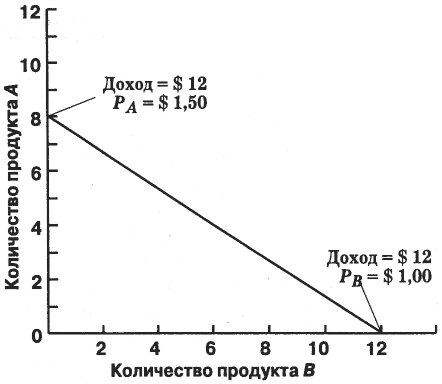 12
10
Доход = $ 12
P_A = $ 1,50
8
6
4
Доход = $ 12
P_B = $ 1,00
2
0
2 4 6 8 10 12
Количество продукта A
Количество продукта B